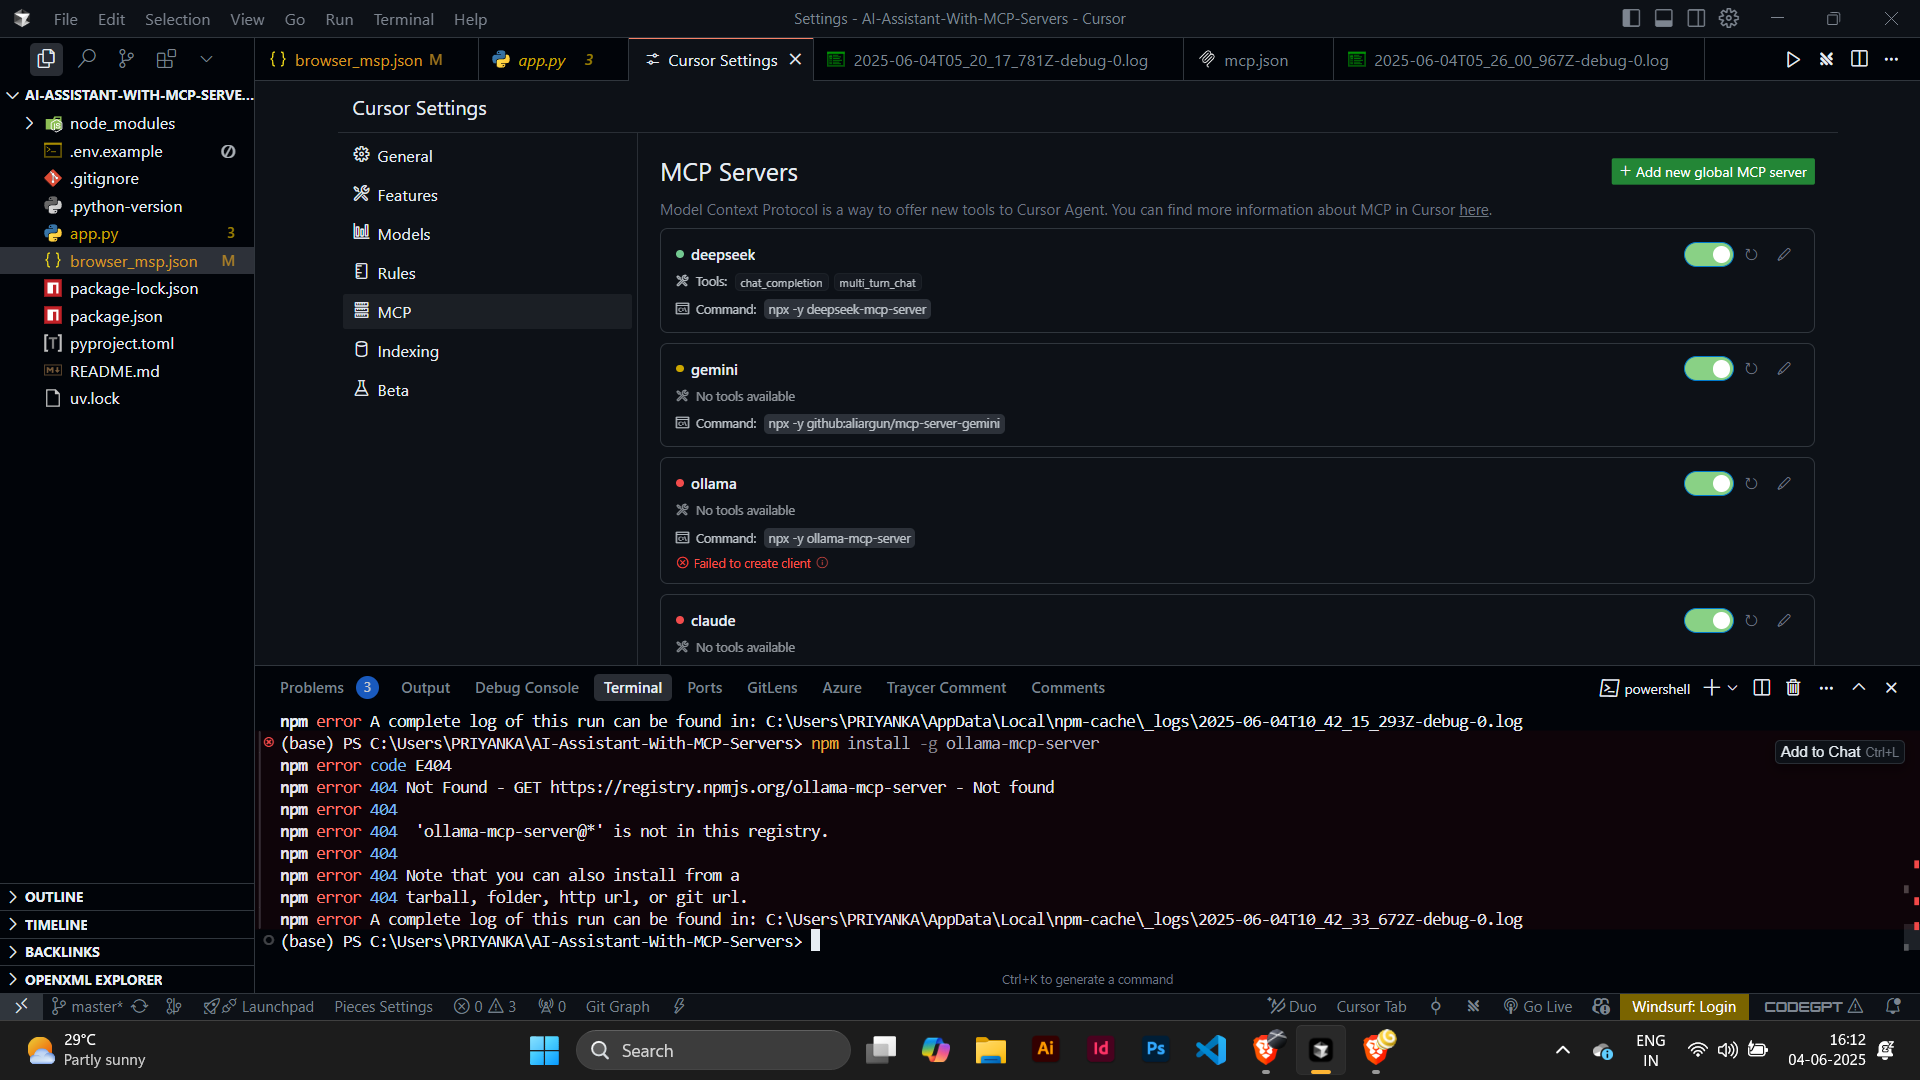 File Edit Selection View Go Run Terminal Help
Settings - AI-Assistant-With-MCP-Servers - Cursor
browser_msp.json M
app.py 3
Cursor Settings
2025-06-04T05_20_17_781Z-debug-0.log
mcp.json
2025-06-04T05_26_00_967Z-debug-0.log
AI-ASSISTANT-WITH-MCP-SERVE...
node_modules
.env.example
.gitignore
.python-version
app.py 3
browser_msp.json M
package-lock.json
package.json
pyproject.toml
README.md
uv.lock
OUTLINE
TIMELINE
BACKLINKS
OPENXML EXPLORER
Cursor Settings
General
Features
Models
Rules
MCP
Indexing
Beta
MCP Servers
+ Add new global MCP server
Model Context Protocol is a way to offer new tools to Cursor Agent. You can find more information about MCP in Cursor here.
deepseek
Tools: chat_completion multi_turn_chat
Command: npx -y deepseek-mcp-server
gemini
No tools available
Command: npx -y github:aliargun/mcp-server-gemini
ollama
No tools available
Command: npx -y ollama-mcp-server
Failed to create client
claude
No tools available
Problems 3 Output Debug Console Terminal Ports GitLens Azure Traycer Comment Comments
powershell
npm error A complete log of this run can be found in: C:\Users\PRIYANKA\AppData\Local\npm-cache\_logs\2025-06-04T10_42_15_293Z-debug-0.log
(base) PS C:\Users\PRIYANKA\AI-Assistant-With-MCP-Servers> npm install -g ollama-mcp-server
Add to Chat Ctrl+L
npm error code E404
npm error 404 Not Found - GET https://registry.npmjs.org/ollama-mcp-server - Not found
npm error 404
npm error 404  'ollama-mcp-server@*' is not in this registry.
npm error 404
npm error 404 Note that you can also install from a
npm error 404 tarball, folder, http url, or git url.
npm error A complete log of this run can be found in: C:\Users\PRIYANKA\AppData\Local\npm-cache\_logs\2025-06-04T10_42_33_672Z-debug-0.log
(base) PS C:\Users\PRIYANKA\AI-Assistant-With-MCP-Servers>
Ctrl+K to generate a command
master* Launchpad Pieces Settings 0 3 0 Git Graph
Duo Cursor Tab Go Live Windsurf: Login CODEGPT
29°C
Partly sunny
Search
Ai Id Ps
ENG
IN
16:12
04-06-2025